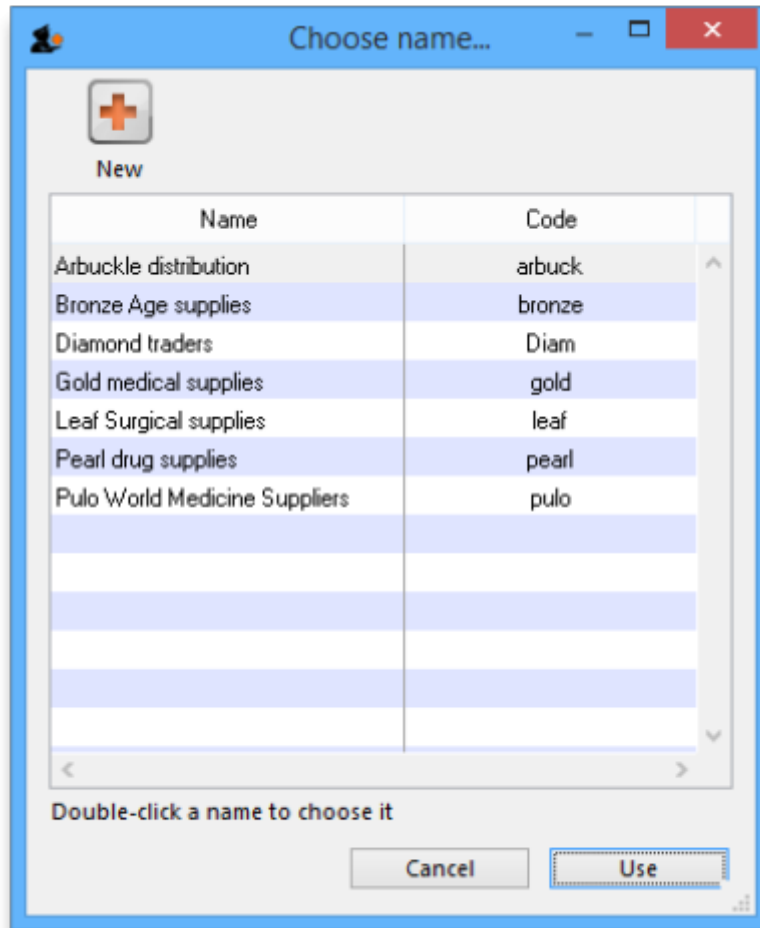 Choose name...
New
Name Code
Arbuckle distribution arbuck
Bronze Age supplies bronze
Diamond traders Diam
Gold medical supplies gold
Leaf Surgical supplies leaf
Pearl drug supplies pearl
Pulo World Medicine Suppliers pulo
Double-click a name to choose it
Cancel Use